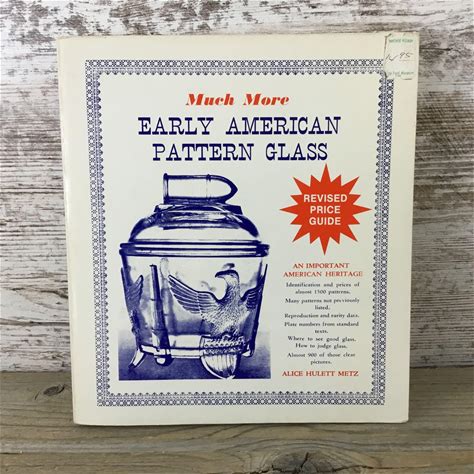 Much More
EARLY AMERICAN
PATTERN GLASS
REVISED
PRICE
GUIDE
AN IMPORTANT
AMERICAN HERITAGE
Identification and prices of
almost 1500 patterns.
Many patterns not previously
listed.
Reproduction and rarity data.
Plate numbers from standard
texts.
Where to see good glass.
How to judge glass.
Almost 900 of those clear
pictures.
ALICE HULETT METZ